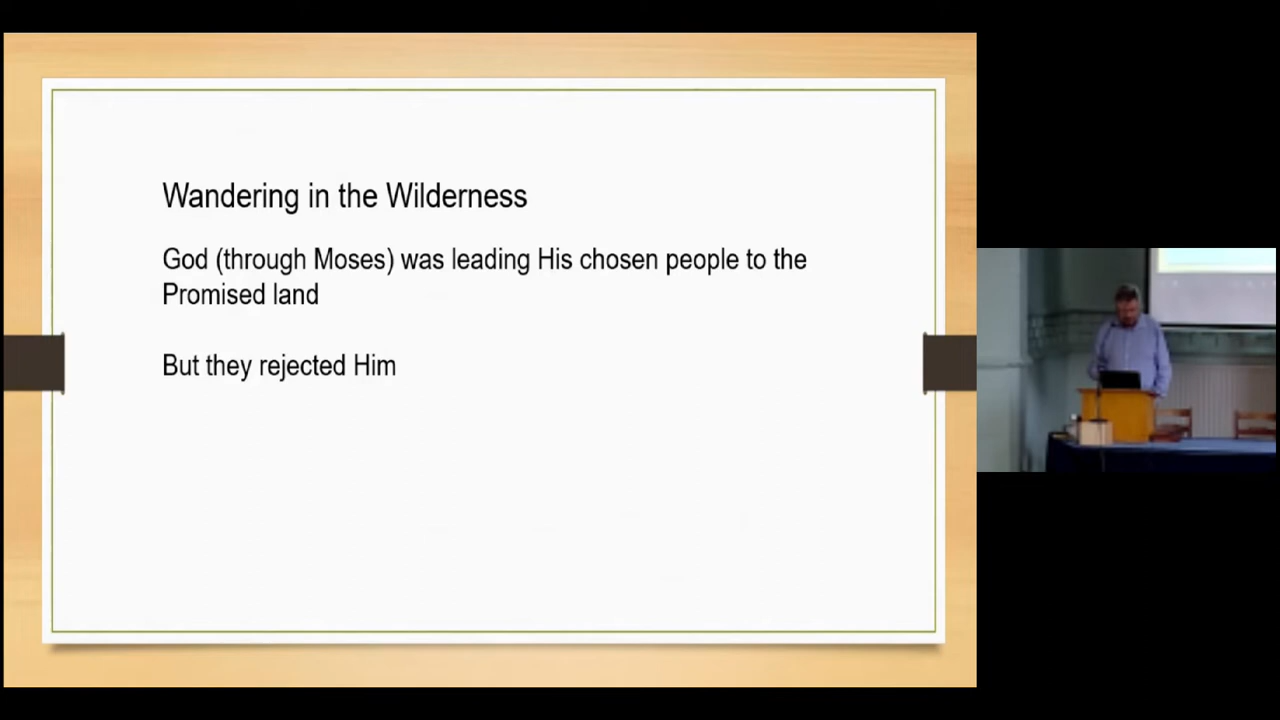 Wandering in the Wilderness
God (through Moses) was leading His chosen people to the
Promised land
But they rejected Him